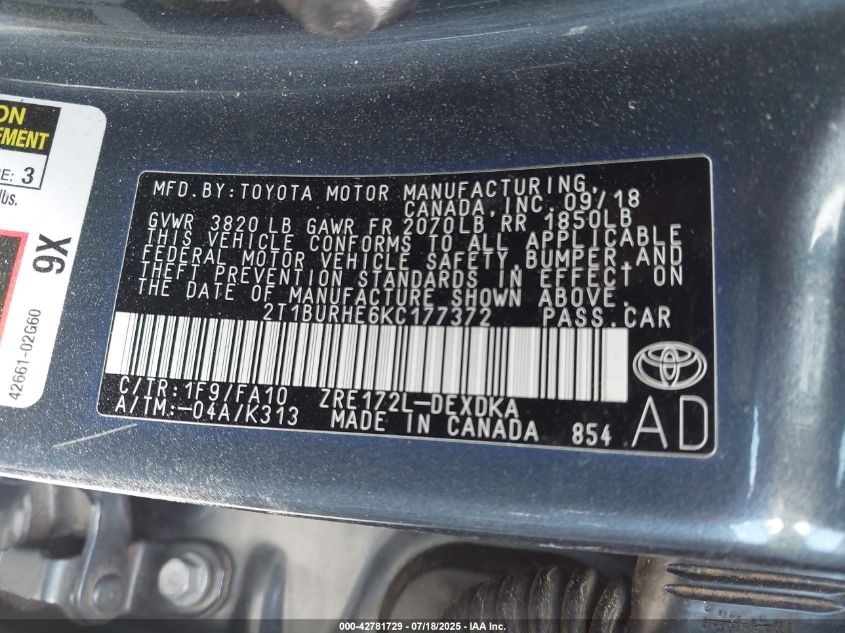 ON
EMENT
RE: 3
lbs.
9X
42661-02G60
MFD. BY: TOYOTA MOTOR MANUFACTURING,
CANADA, INC. 09/18
GVWR 3820 LB GAWR FR 2070LB RR 1850LB
THIS VEHICLE CONFORMS TO ALL APPLICABLE
FEDERAL MOTOR VEHICLE SAFETY, BUMPER, AND
THEFT PREVENTION STANDARDS IN EFFECT ON
THE DATE OF MANUFACTURE SHOWN ABOVE.
2T1BURHE6KC177372 PASS. CAR
C/TR: 1F9/FA10 ZRE172L-DEXDKA
A/TM: -04A/K313 MADE IN CANADA 854
AD
000-42781729 - 07/18/2025 - IAA Inc.